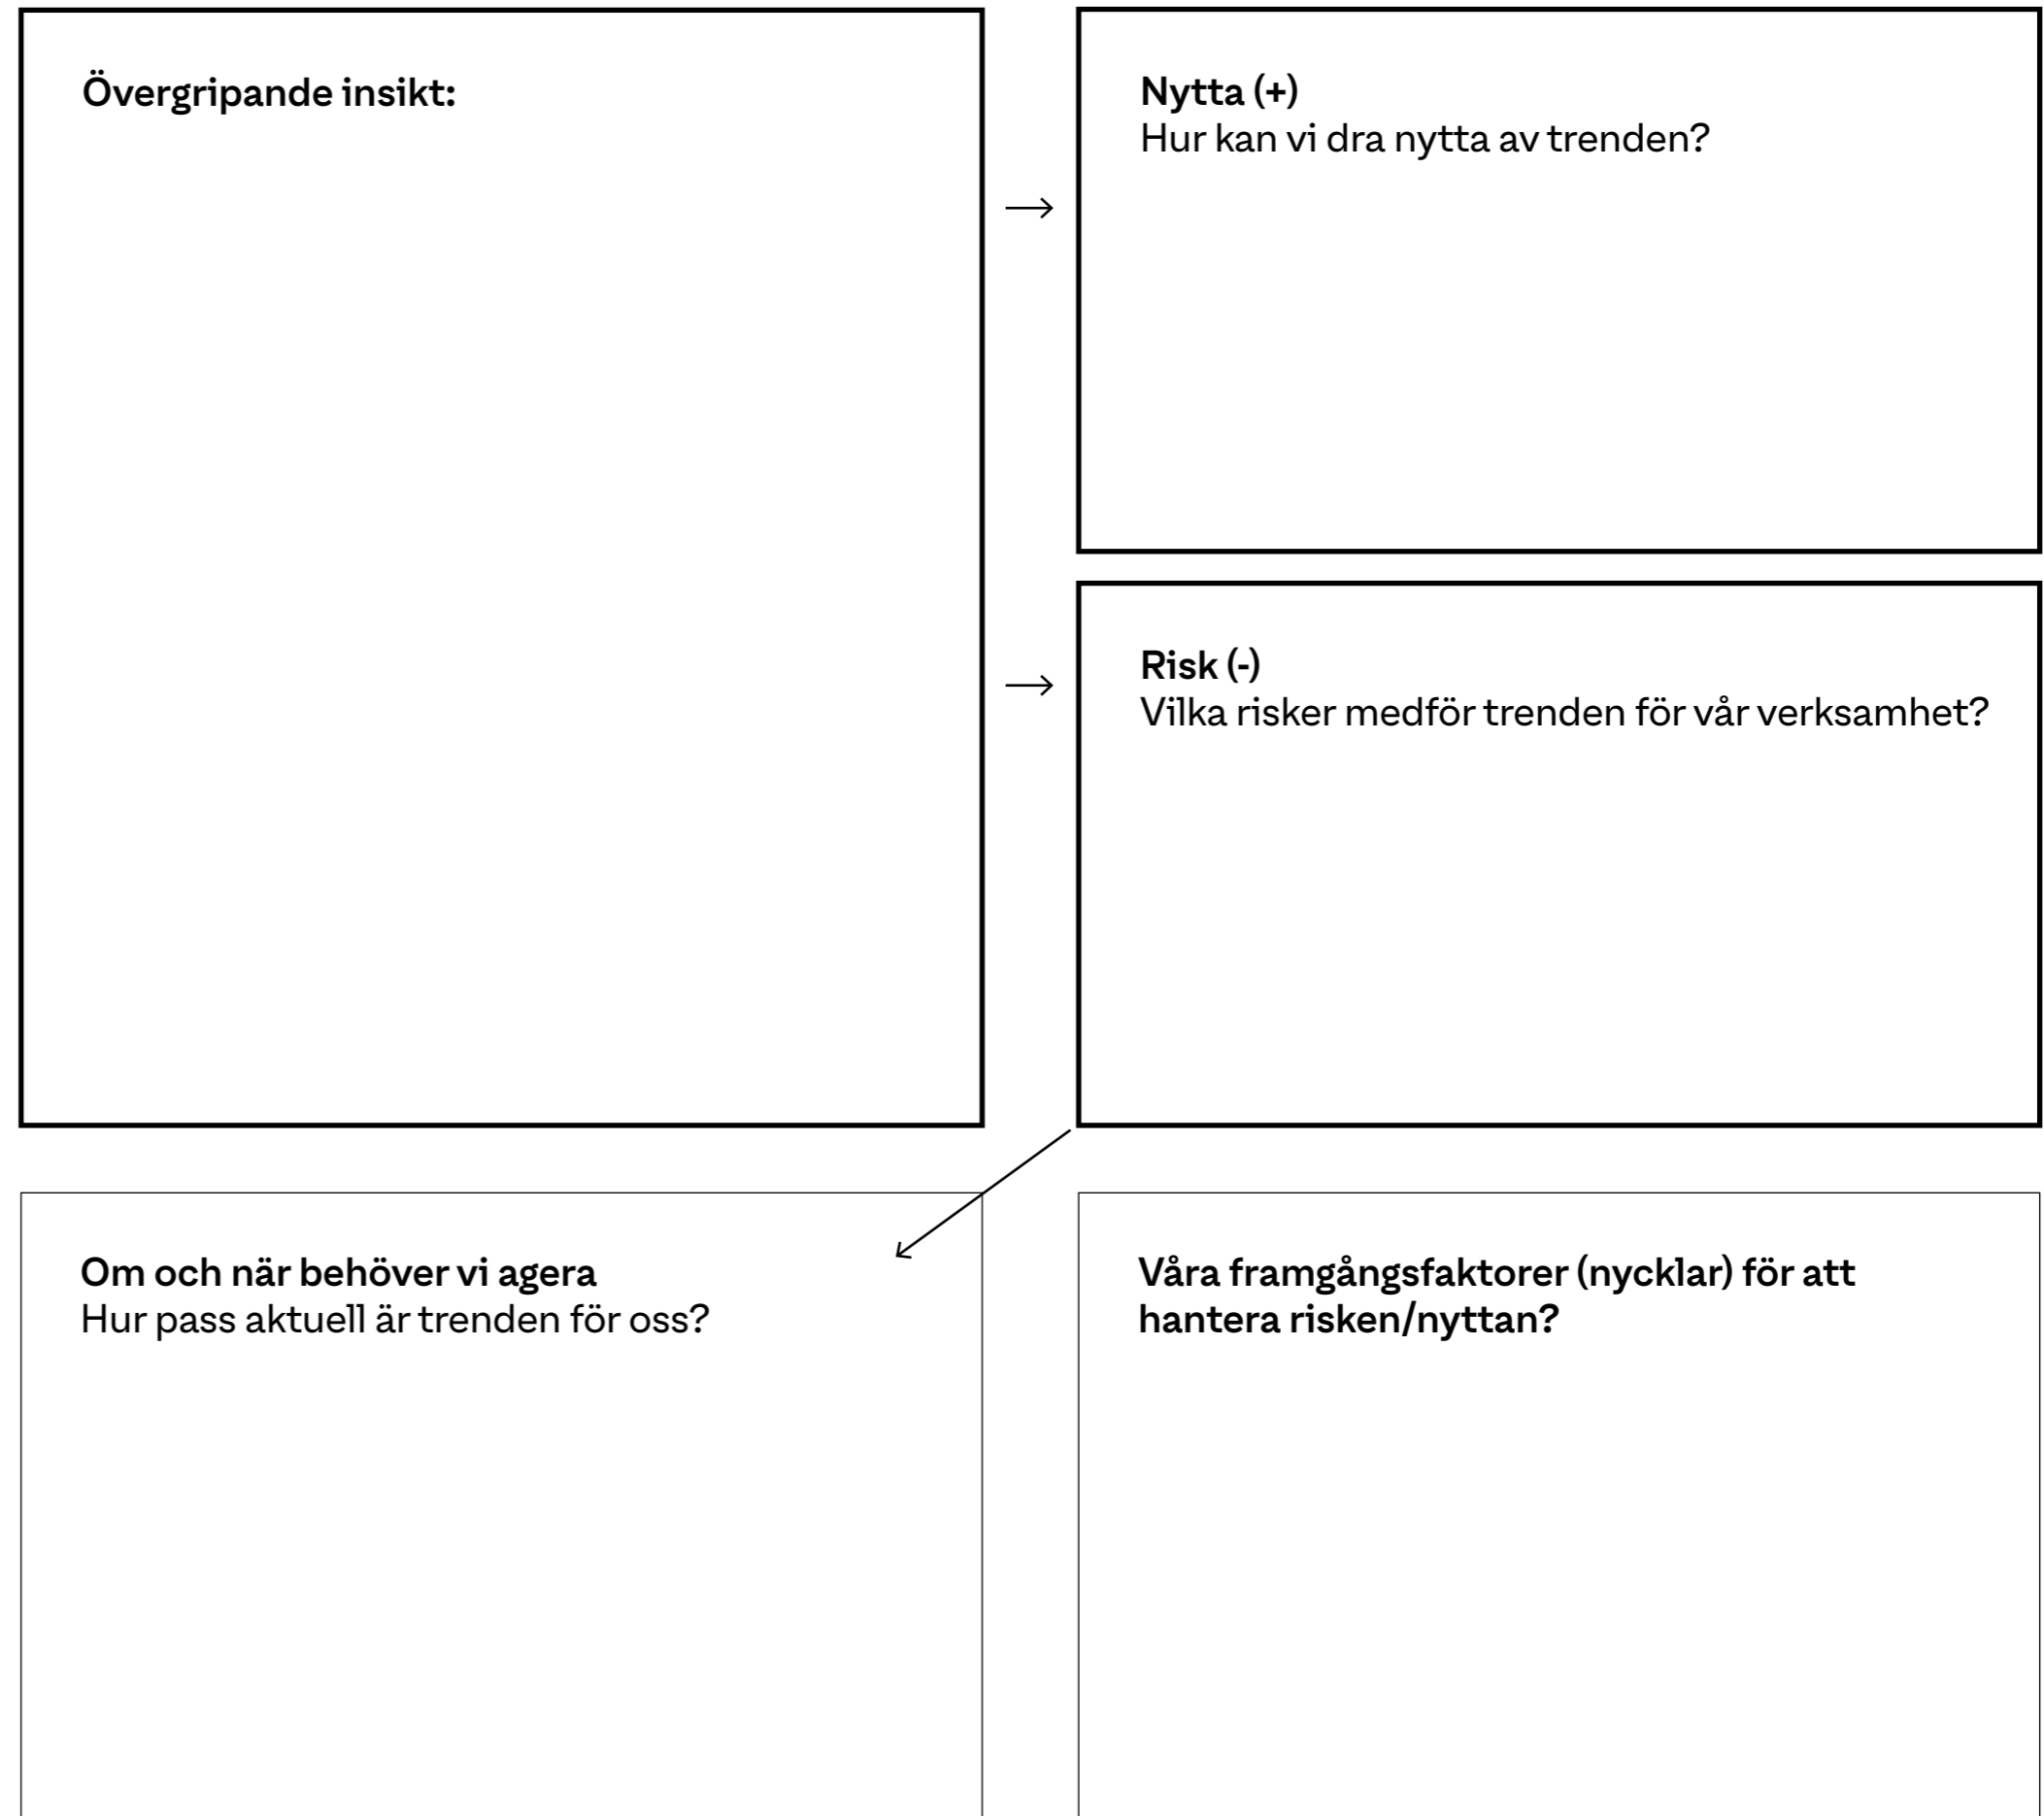 Övergripande insikt:
Nytta (+)
Hur kan vi dra nytta av trenden?
Risk (-)
Vilka risker medför trenden för vår verksamhet?
Om och när behöver vi agera
Hur pass aktuell är trenden för oss?
Våra framgångsfaktorer (nycklar) för att
hantera risken/nyttan?